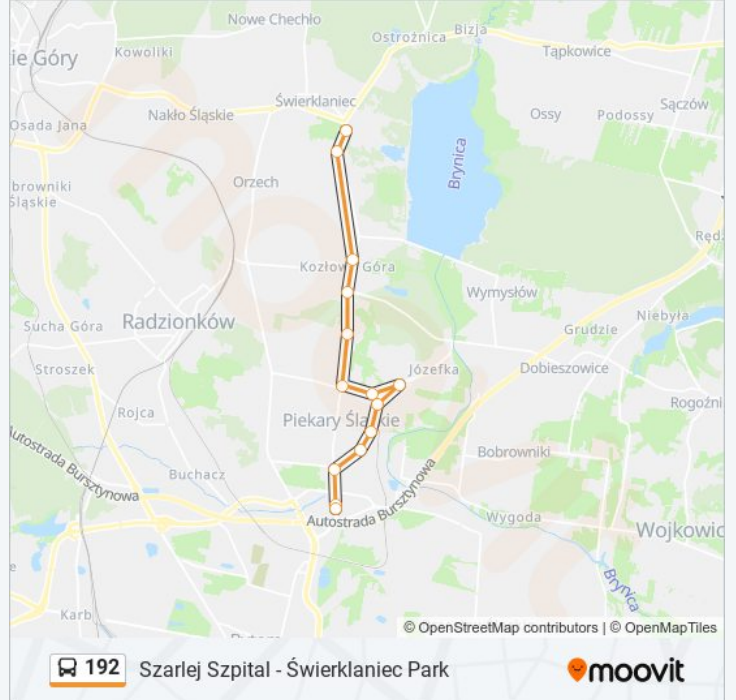 Nowe Chechło
Ostrożnica
Bizja
Kowoliki
Tąpkowice
ie Góry
Świerklaniec
Sączów
Nakło Śląskie
Ossy
Podossy
Osada Jana
Brynica
Orzech
browniki
Śląskie
Red.
Kozłowa Góra
Wymysłów
Niebyła
Radzionków
Sucha Góra
Grudzie
Stroszek
Józefka
Dobieszowice
Rogoźni
Rojca
Piekary Śląskie
Autostrada Bursztynowa
Bobrowniki
Buchacz
Autostrada Bursztynowa
Wygoda
Wojkowic
Brynica
Karb
© OpenStreetMap contributors | © OpenMapTiles
192 Szarlej Szpital - Świerklaniec Park
moovit